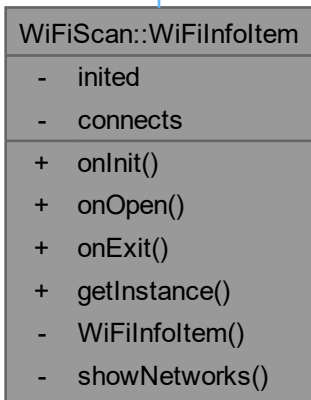 WiFiScan::WiFiInfoItem
- inited
- connects
+ onInit()
+ onOpen()
+ onExit()
+ getInstance()
- WiFiInfoItem()
- showNetworks()